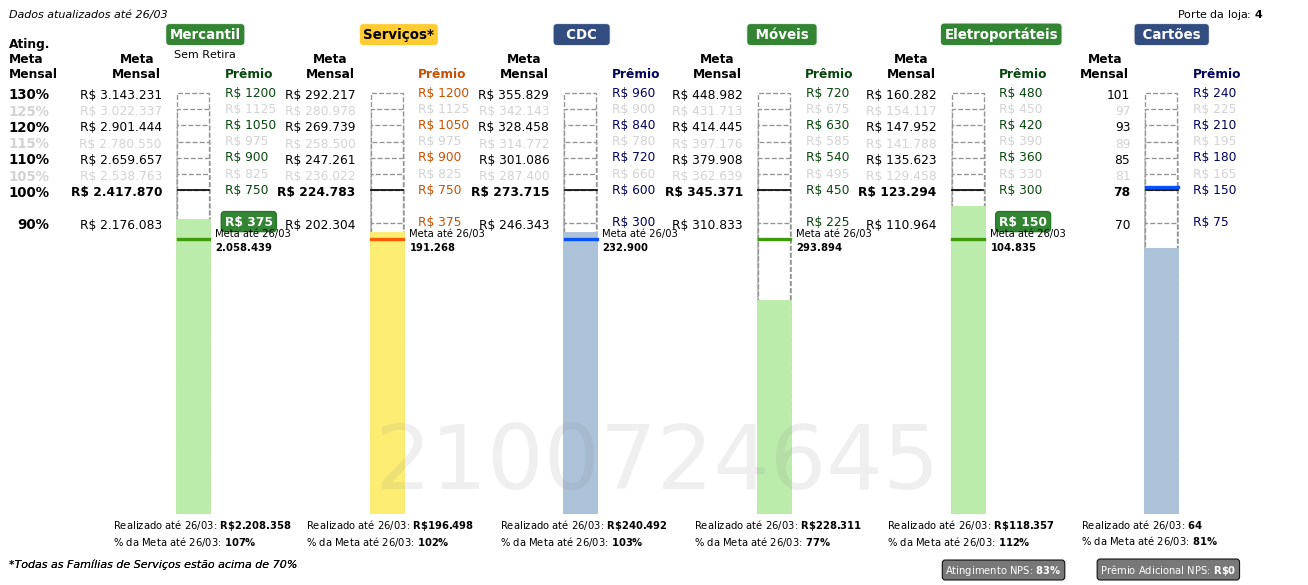 Dados atualizados até 26/03
Porte da loja: 4
Mercantil Serviços* CDC Móveis Eletroportáteis Cartões
Sem Retira
Ating. Meta Mensal
Meta Mensal Prêmio Meta Mensal Prêmio Meta Mensal Prêmio Meta Mensal Prêmio Meta Mensal Prêmio Meta Mensal Prêmio
130% R$ 3.143.231 R$ 1200 R$ 292.217 R$ 1200 R$ 355.829 R$ 960 R$ 448.982 R$ 720 R$ 160.282 R$ 480 101 R$ 240
125% R$ 3.022.337 R$ 1125 R$ 280.978 R$ 1125 R$ 342.143 R$ 900 R$ 431.713 R$ 675 R$ 154.117 R$ 450 97 R$ 225
120% R$ 2.901.444 R$ 1050 R$ 269.739 R$ 1050 R$ 328.458 R$ 840 R$ 414.445 R$ 630 R$ 147.952 R$ 420 93 R$ 210
115% R$ 2.780.550 R$ 975 R$ 258.500 R$ 975 R$ 314.772 R$ 780 R$ 397.176 R$ 585 R$ 141.788 R$ 390 89 R$ 195
110% R$ 2.659.657 R$ 900 R$ 247.261 R$ 900 R$ 301.086 R$ 720 R$ 379.908 R$ 540 R$ 135.623 R$ 360 85 R$ 180
105% R$ 2.538.763 R$ 825 R$ 236.022 R$ 825 R$ 287.400 R$ 660 R$ 362.639 R$ 495 R$ 129.458 R$ 330 81 R$ 165
100% R$ 2.417.870 R$ 750 R$ 224.783 R$ 750 R$ 273.715 R$ 600 R$ 345.371 R$ 450 R$ 123.294 R$ 300 78 R$ 150
90% R$ 2.176.083 R$ 375 R$ 202.304 R$ 375 R$ 246.343 R$ 300 R$ 310.833 R$ 225 R$ 110.964 R$ 150 70 R$ 75
Meta até 26/03 Meta até 26/03 Meta até 26/03 Meta até 26/03 Meta até 26/03
2.058.439 191.268 232.900 293.894 104.835
2100724645
Realizado até 26/03: R$2.208.358 Realizado até 26/03: R$196.498 Realizado até 26/03: R$240.492 Realizado até 26/03: R$228.311 Realizado até 26/03: R$118.357 Realizado até 26/03: 64
% da Meta até 26/03: 107% % da Meta até 26/03: 102% % da Meta até 26/03: 103% % da Meta até 26/03: 77% % da Meta até 26/03: 112% % da Meta até 26/03: 81%
*Todas as Famílias de Serviços estão acima de 70%
Atingimento NPS: 83% Prêmio Adicional NPS: R$0